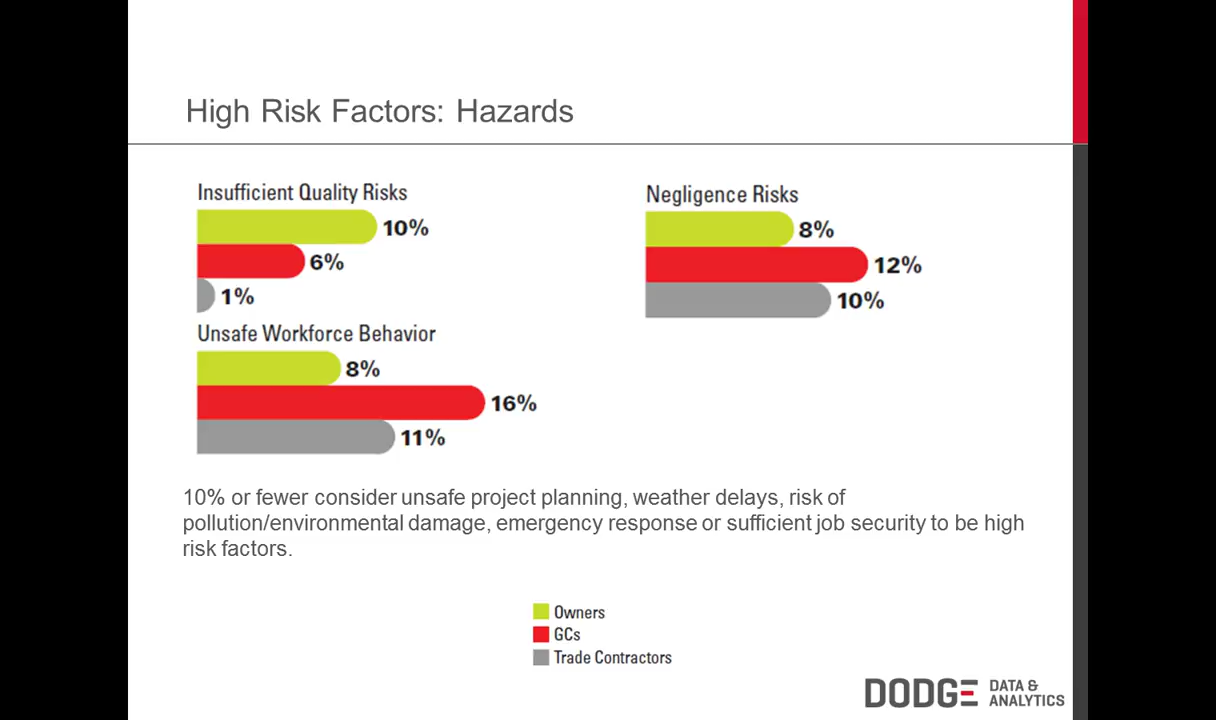 High Risk Factors: Hazards
Insufficient Quality Risks
10%
6%
1%
Unsafe Workforce Behavior
8%
16%
11%
Negligence Risks
8%
12%
10%
10% or fewer consider unsafe project planning, weather delays, risk of
pollution/environmental damage, emergency response or sufficient job security to be high
risk factors.
Owners
GCs
Trade Contractors
DODGE DATA &
ANALYTICS